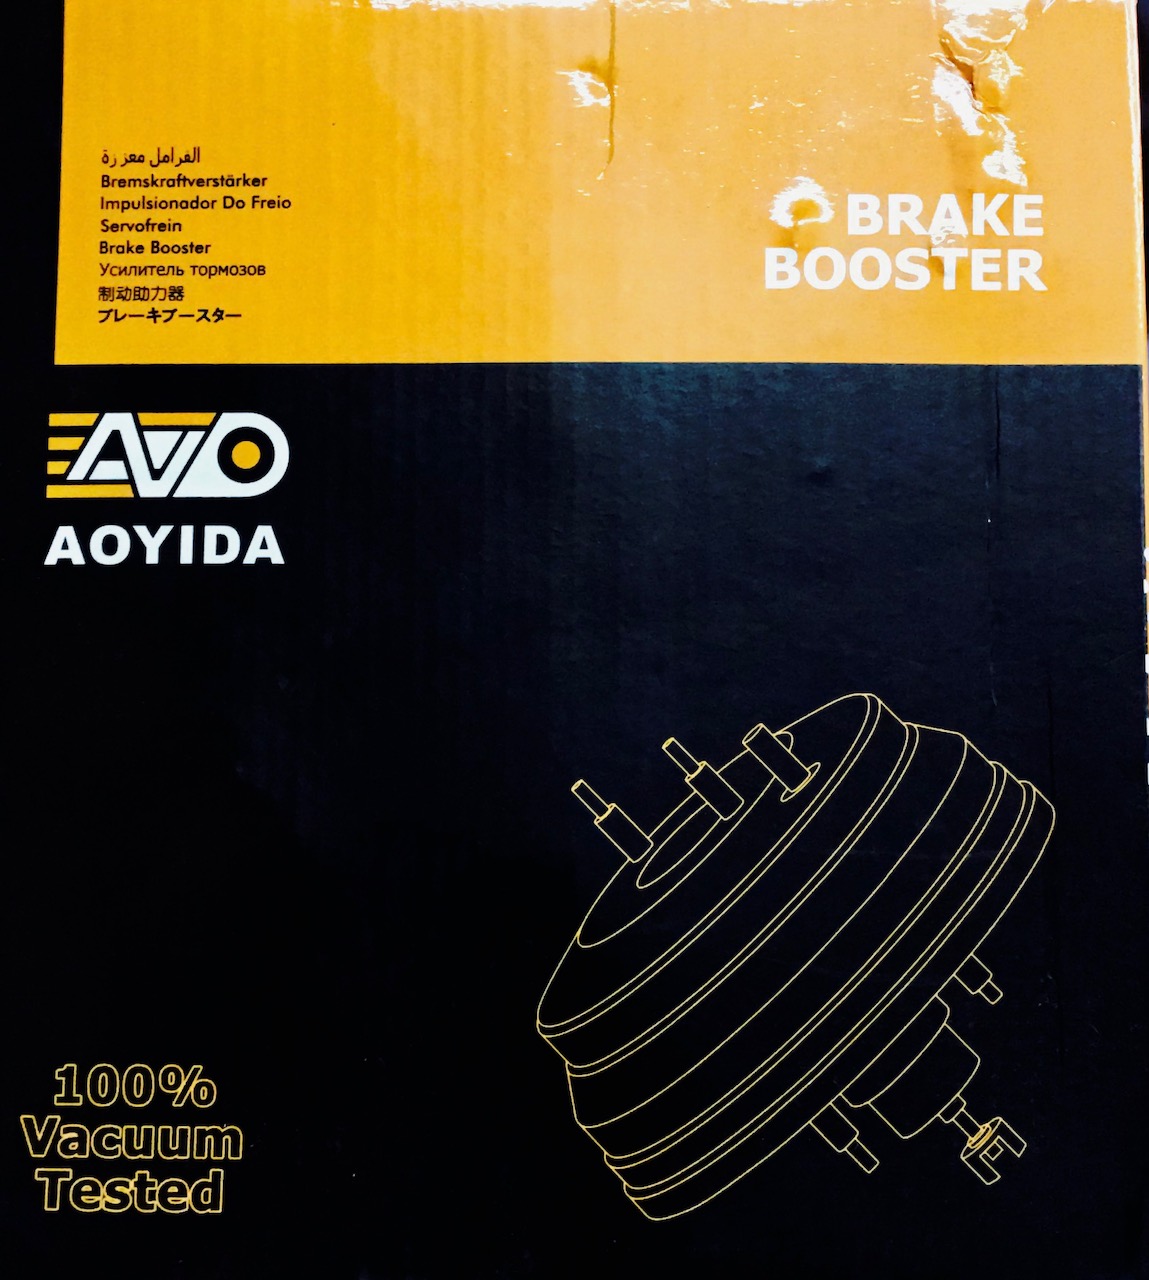 الفرامل معززة
Bremskraftverstärker
Impulsionador Do Freio
Servofrein
Brake Booster
Усилитель тормозов
制动助力器
ブレーキブースター
BRAKE
BOOSTER
AYD
AOYIDA
100%
Vacuum
Tested